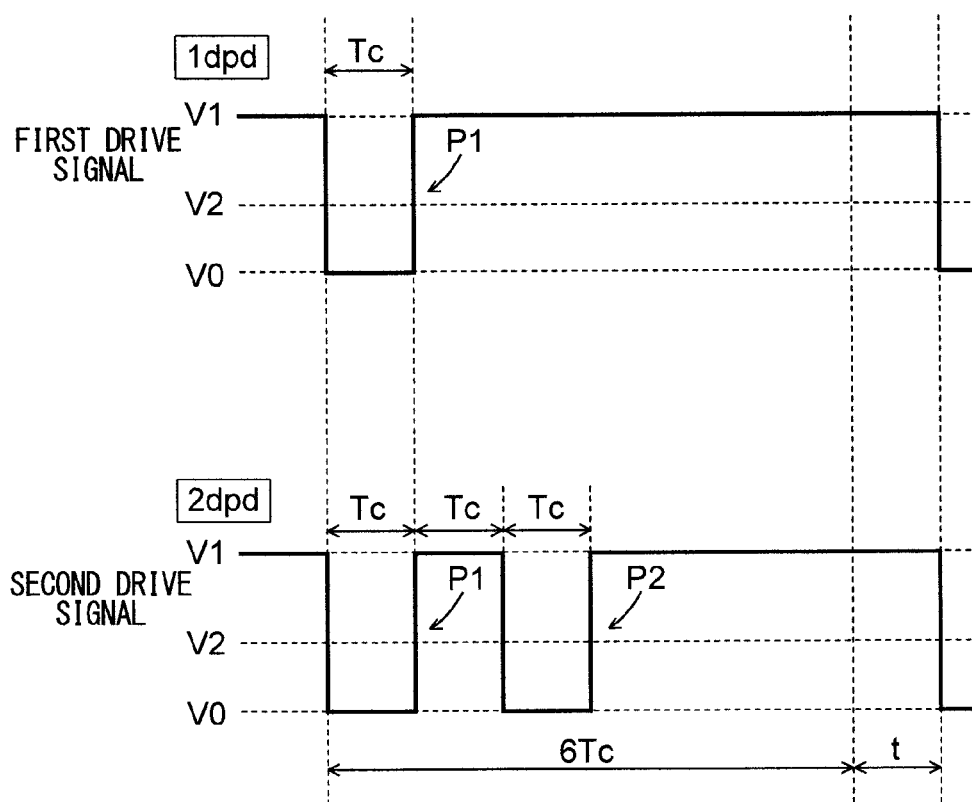 1dpd
Tc
V1
FIRST DRIVE
SIGNAL
P1
V2
V0
2dpd
Tc
Tc
Tc
V1
SECOND DRIVE
SIGNAL
P1
P2
V2
V0
6Tc
t